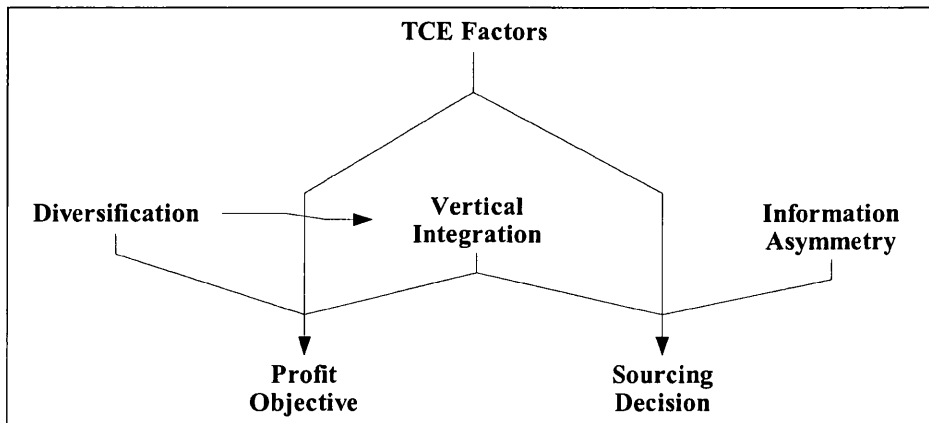 TCE Factors
Diversification
Vertical
Integration
Information
Asymmetry
Profit
Objective
Sourcing
Decision